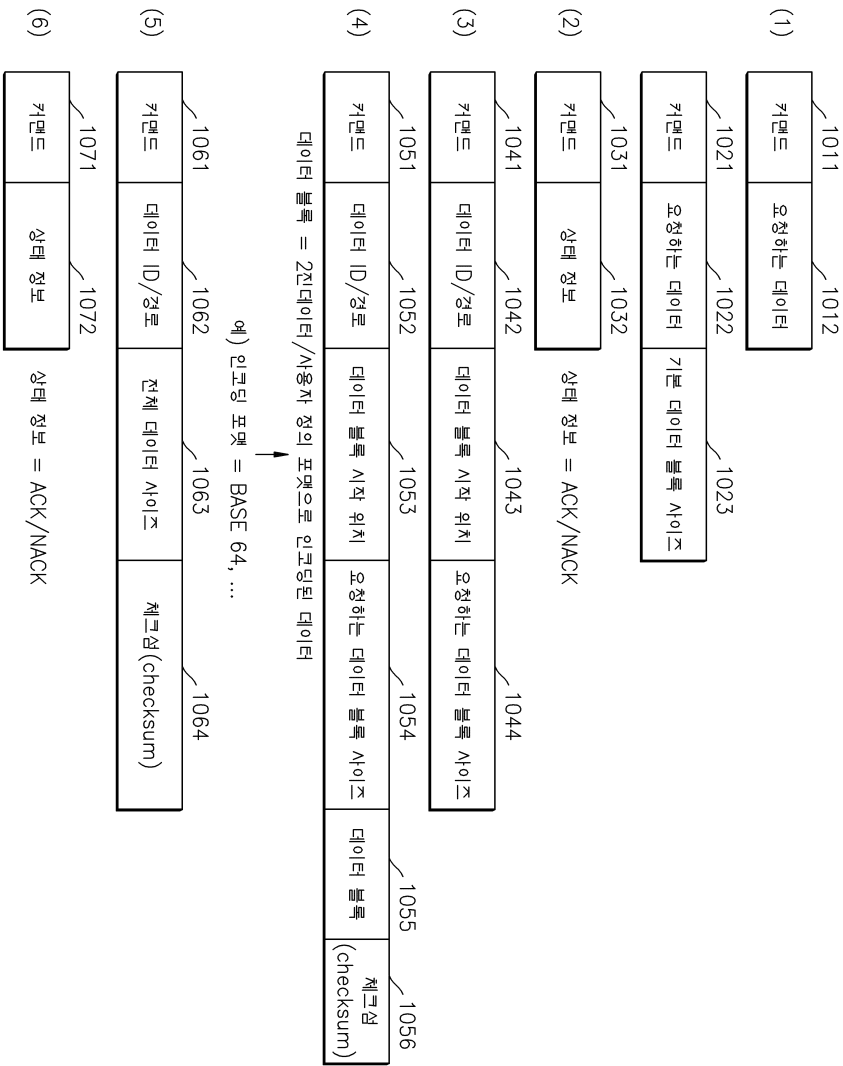 (1)
1011 1012
커맨드 요청하는 데이터
1021 1022 1023
커맨드 요청하는 데이터 기본 데이터 블록 사이즈
(2)
1031 1032
커맨드 상태 정보 상태 정보 = ACK/NACK
(3)
1041 1042 1043 1044
커맨드 데이터 ID/경로 데이터 블록 시작 위치 요청하는 데이터 블록 사이즈
(4)
1051 1052 1053 1054 1055 1056
커맨드 데이터 ID/경로 데이터 블록 시작 위치 요청하는 데이터 블록 사이즈 데이터 블록 체크섬
(checksum)
데이터 블록 = 2진데이터/사용자 정의 포맷으로 인코딩된 데이터
예) 인코딩 포맷 = BASE 64, ...
(5)
1061 1062 1063 1064
커맨드 데이터 ID/경로 전체 데이터 사이즈 체크섬(checksum)
(6)
1071 1072
커맨드 상태 정보 상태 정보 = ACK/NACK